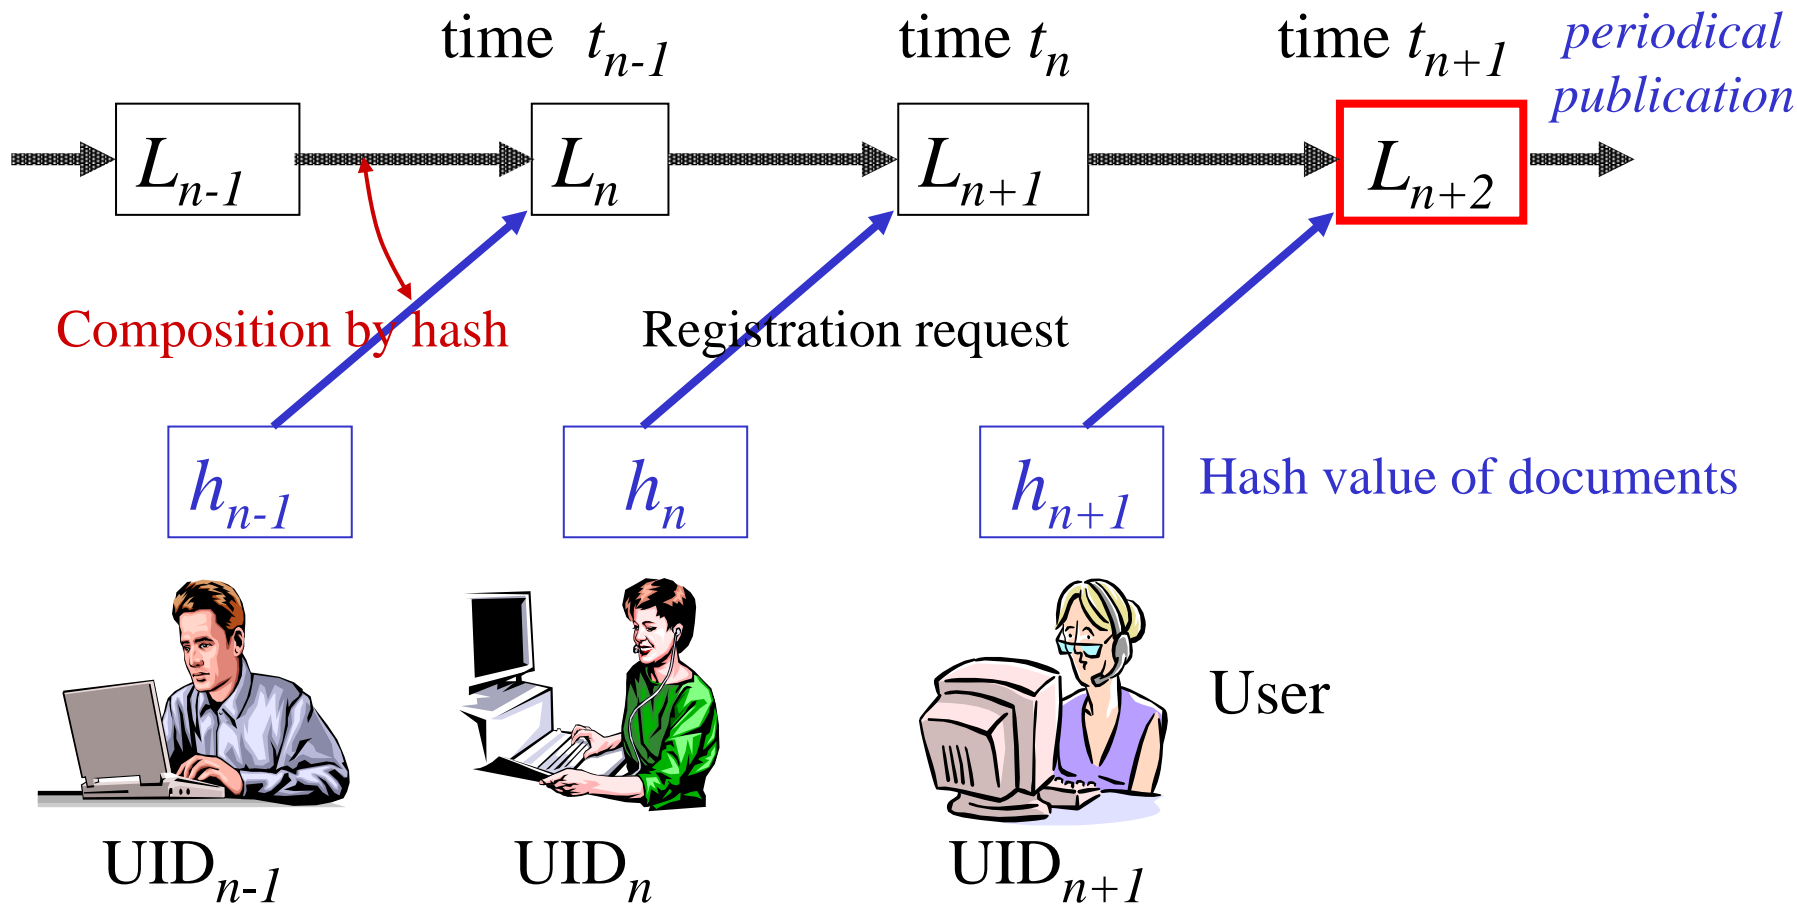 time t_{n-1}
time t_n
time t_{n+1}
periodical
publication
L_{n-1}
L_n
L_{n+1}
L_{n+2}
Composition by hash
Registration request
h_{n-1}
h_n
h_{n+1}
Hash value of documents
User
UID_{n-1}
UID_n
UID_{n+1}